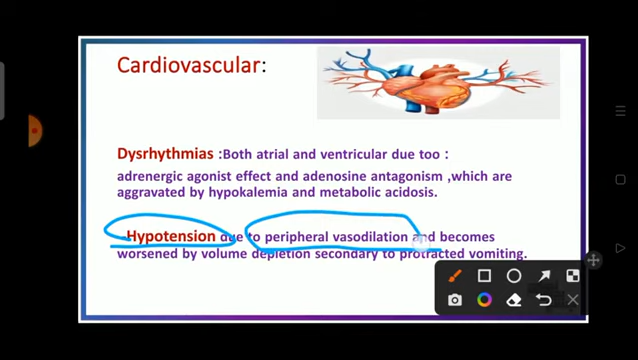 Cardiovascular:
Dysrhythmias :Both atrial and ventricular due too :
adrenergic agonist effect and adenosine antagonism ,which are
aggravated by hypokalemia and metabolic acidosis.
-Hypotension due to peripheral vasodilation and becomes
worsened by volume depletion secondary to protracted vomiting.